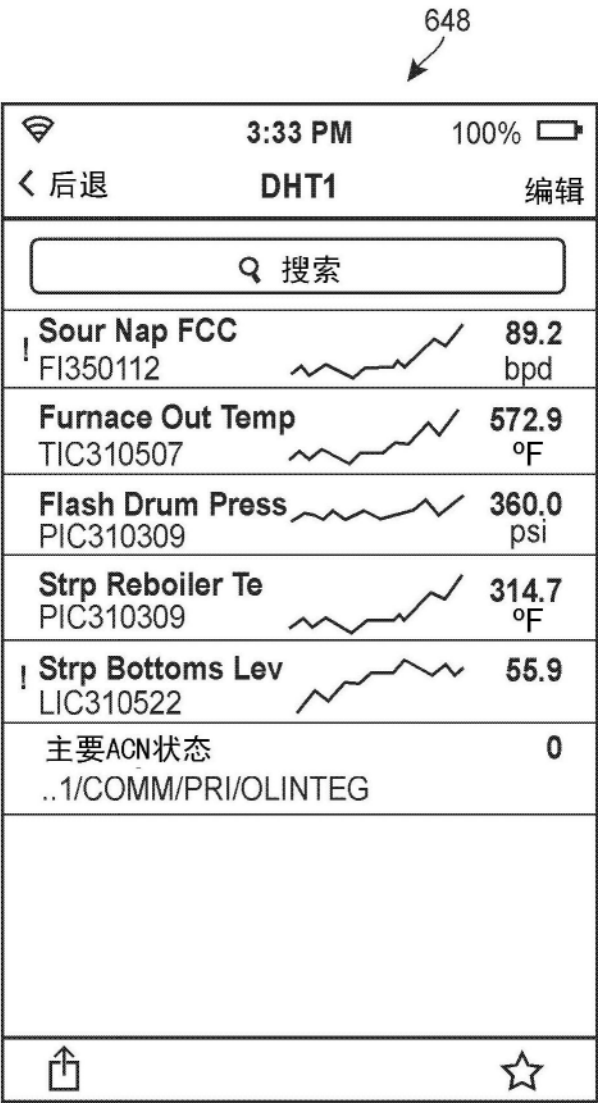 648
3:33 PM 100%
后退 DHT1 编辑
搜索
! Sour Nap FCC 89.2
FI350112 bpd
Furnace Out Temp 572.9
TIC310507 ºF
Flash Drum Press 360.0
PIC310309 psi
Strp Reboiler Te 314.7
PIC310309 ºF
! Strp Bottoms Lev 55.9
LIC310522
主要ACN状态 0
..1/COMM/PRI/OLINTEG